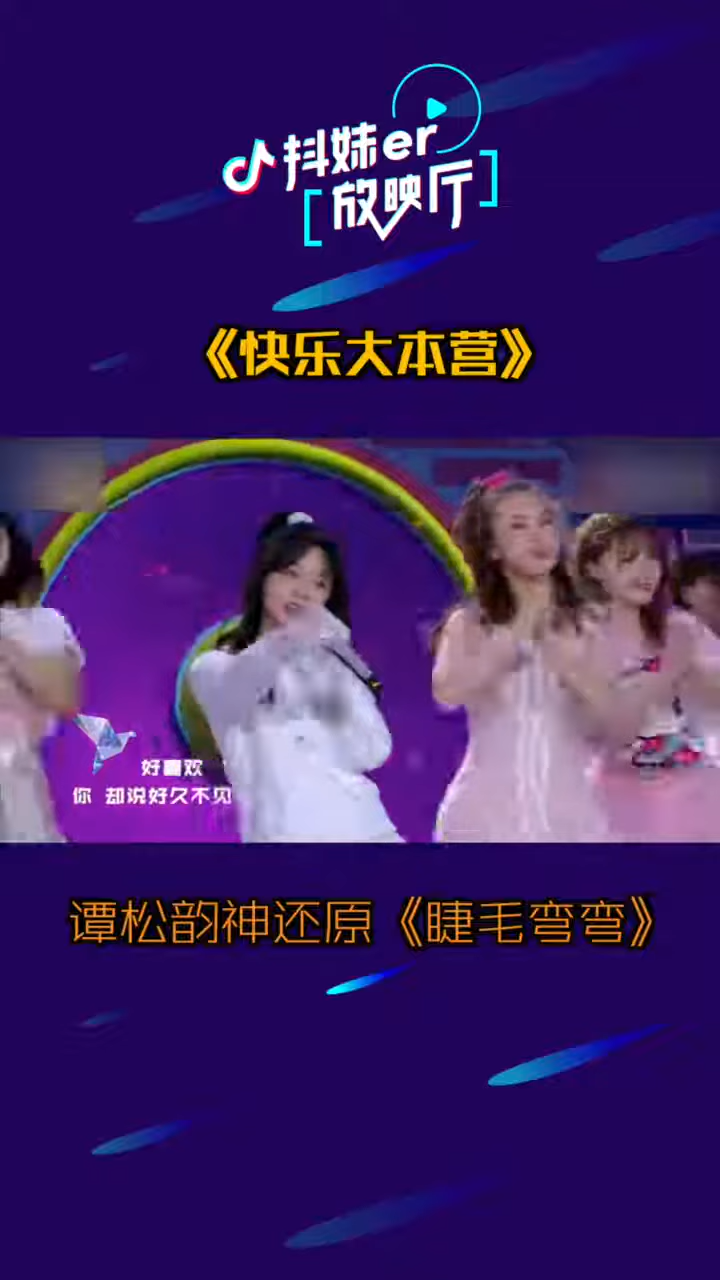 抖妹er
放映厅
《快乐大本营》
好喜欢
你 却说好久不见
谭松韵神还原《睫毛弯弯》